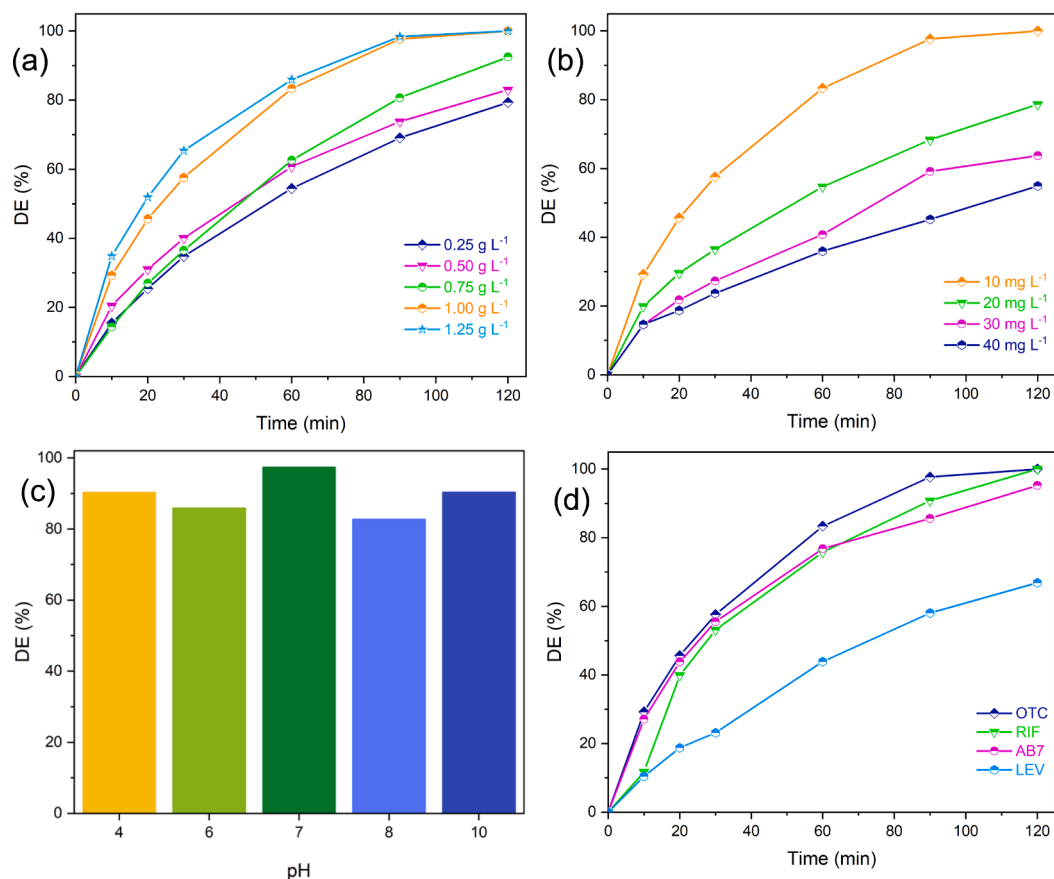 (a)
DE (%)
100
80
60
40
20
0
0 20 40 60 80 100 120
Time (min)
0.25 g L⁻¹
0.50 g L⁻¹
0.75 g L⁻¹
1.00 g L⁻¹
1.25 g L⁻¹
(b)
DE (%)
100
80
60
40
20
0
0 20 40 60 80 100 120
Time (min)
10 mg L⁻¹
20 mg L⁻¹
30 mg L⁻¹
40 mg L⁻¹
(c)
DE (%)
100
80
60
40
20
0
4 6 7 8 10
pH
(d)
DE (%)
100
80
60
40
20
0
0 20 40 60 80 100 120
Time (min)
OTC
RIF
AB7
LEV